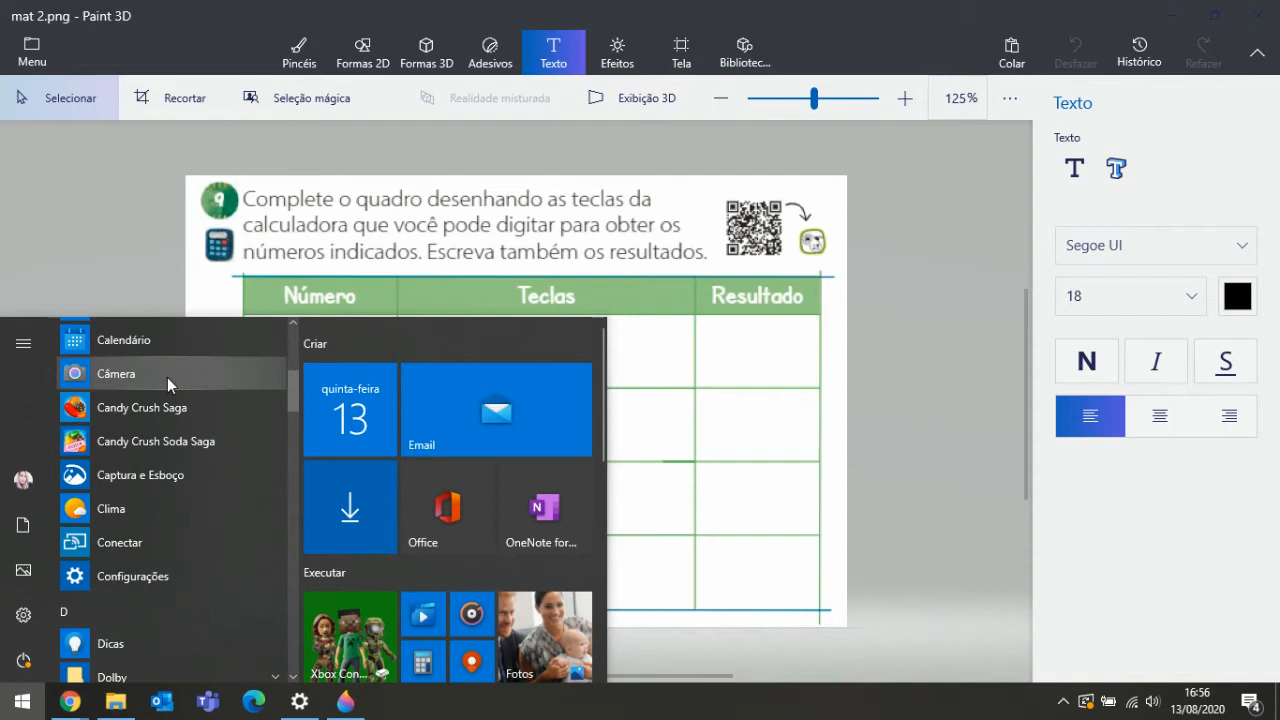 mat 2.png - Paint 3D
Menu
Pincéis
Formas 2D
Formas 3D
Adesivos
Texto
Efeitos
Tela
Bibliotec...
Colar
Desfazer
Histórico
Refazer
Selecionar
Recortar
Seleção mágica
Realidade misturada
Exibição 3D
125%
Texto
Texto
Segoe UI
18
N I S
9
Complete o quadro desenhando as teclas da
calculadora que você pode digitar para obter os
números indicados. Escreva também os resultados.
Número Teclas Resultado
Calendário
Câmera
Candy Crush Saga
Candy Crush Soda Saga
Captura e Esboço
Clima
Conectar
Configurações
D
Dicas
Dolby
Criar
quinta-feira
13
Email
Office
OneNote for...
Executar
Xbox Con...
Fotos
16:56
13/08/2020
4